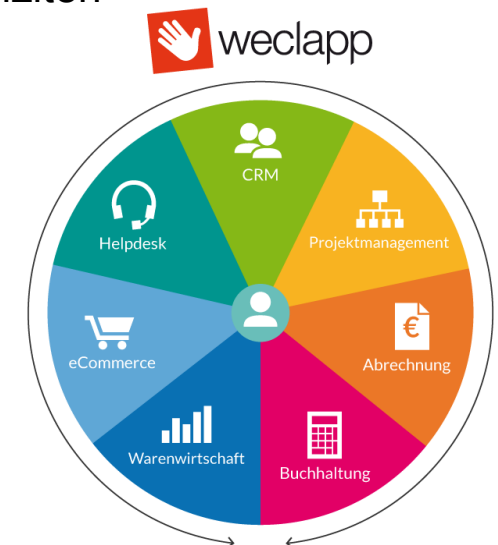 weclapp
CRM
Projektmanagement
Abrechnung
€
Buchhaltung
Warenwirtschaft
eCommerce
Helpdesk